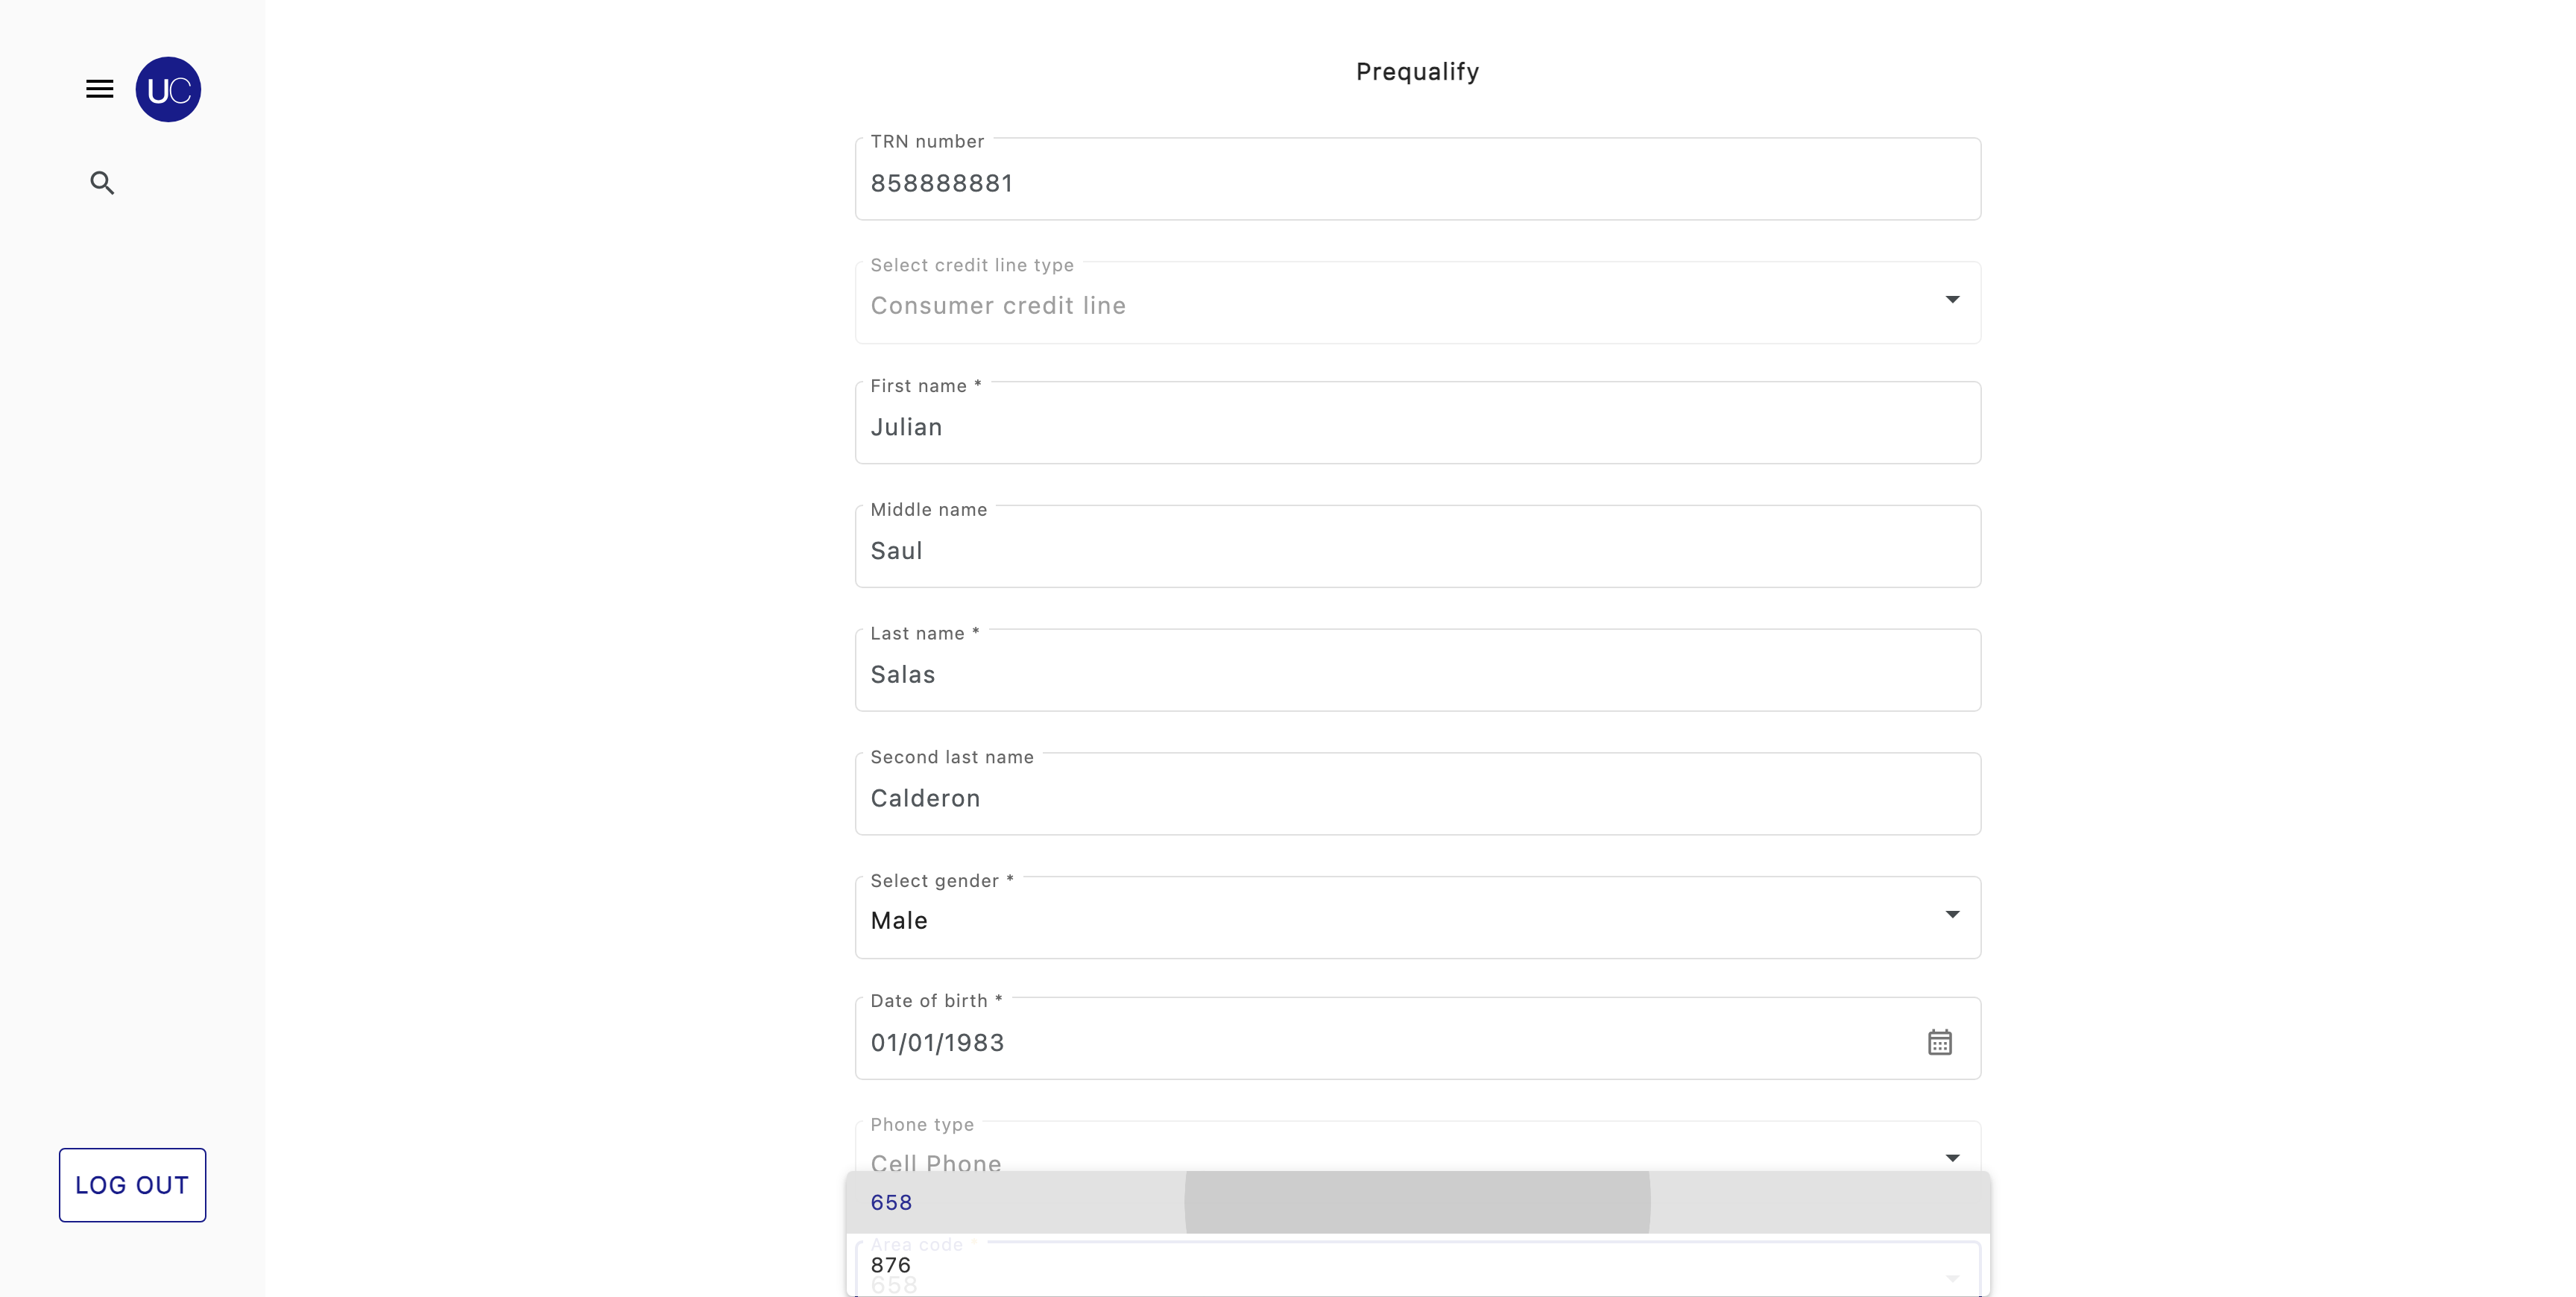 UC
Prequalify
TRN number
858888881
Select credit line type
Consumer credit line
First name *
Julian
Middle name
Saul
Last name *
Salas
Second last name
Calderon
Select gender *
Male
Date of birth *
01/01/1983
Phone type
Cell Phone
658
Area code *
876
658
LOG OUT